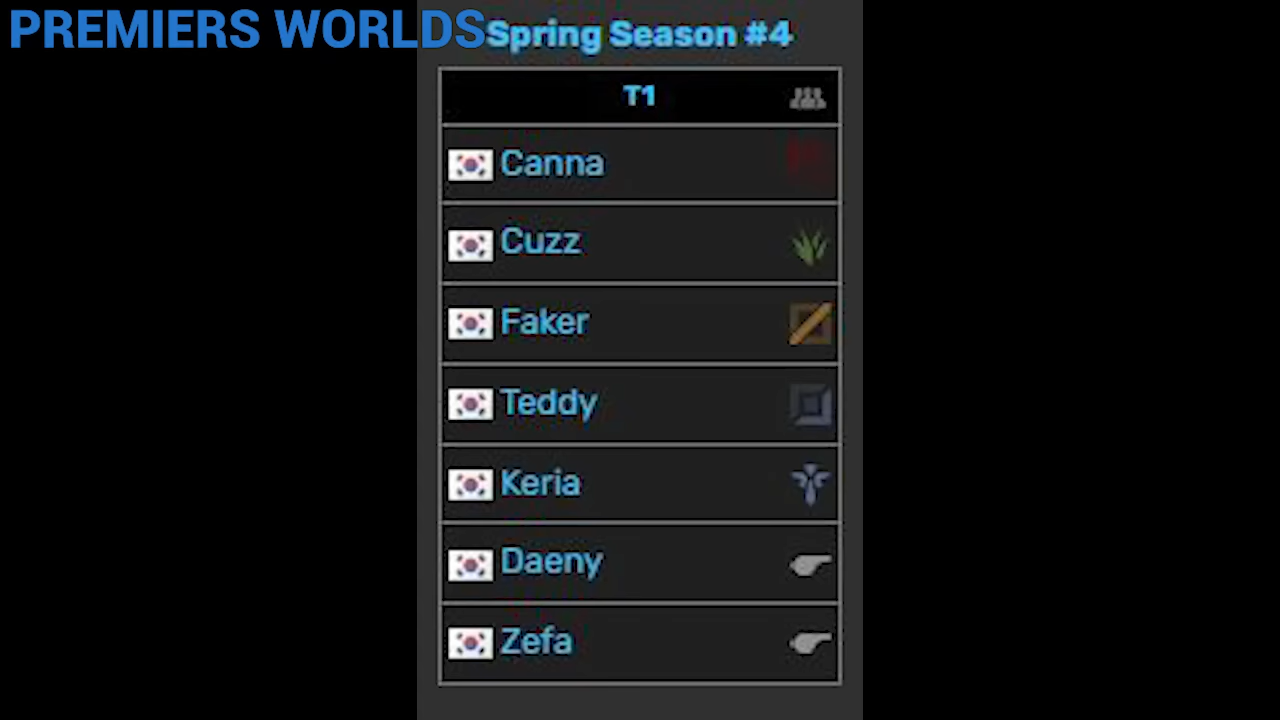 PREMIERS WORLDS
Spring Season #4
T1
Canna
Cuzz
Faker
Teddy
Keria
Daeny
Zefa